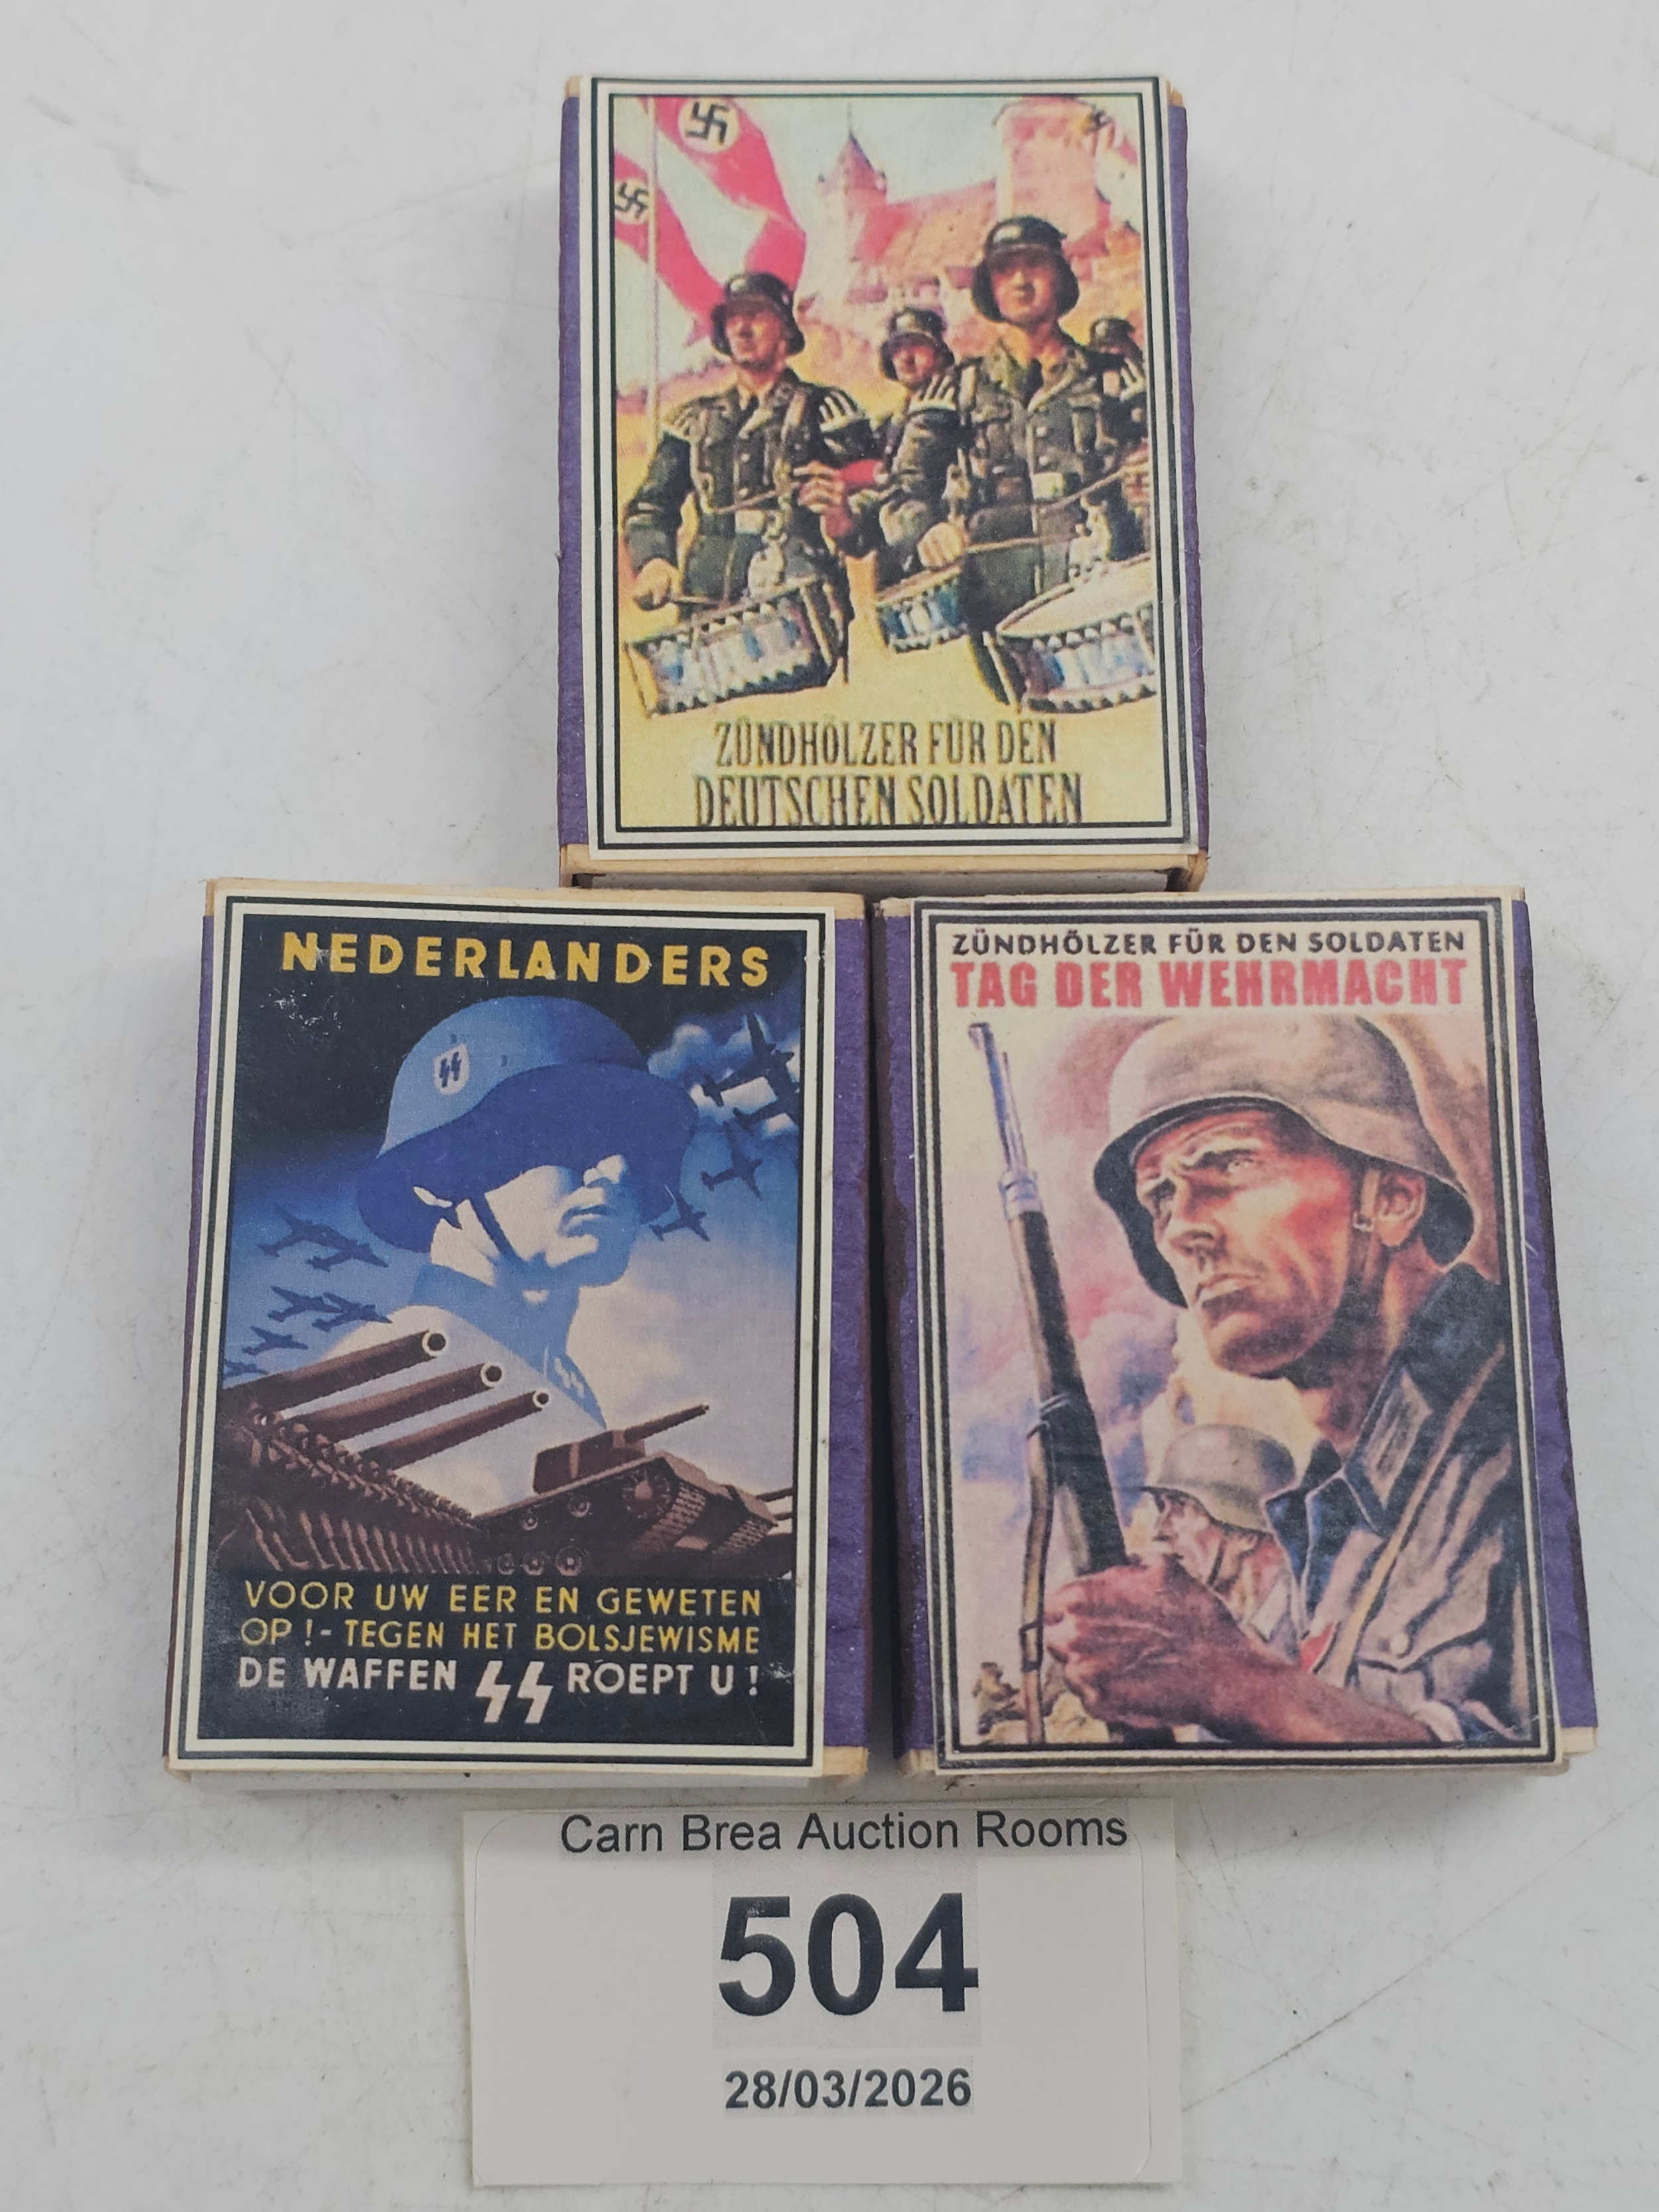 ZÜNDHÖLZER FÜR DEN
DEUTSCHEN SOLDATEN
NEDERLANDERS
VOOR UW EER EN GEWETEN
OP!-TEGEN HET BOLSJEWISME
DE WAFFEN SS ROEPT U!
ZÜNDHÖLZER FÜR DEN SOLDATEN
TAG DER WEHRMACHT
Carn Brea Auction Rooms
504
28/03/2026